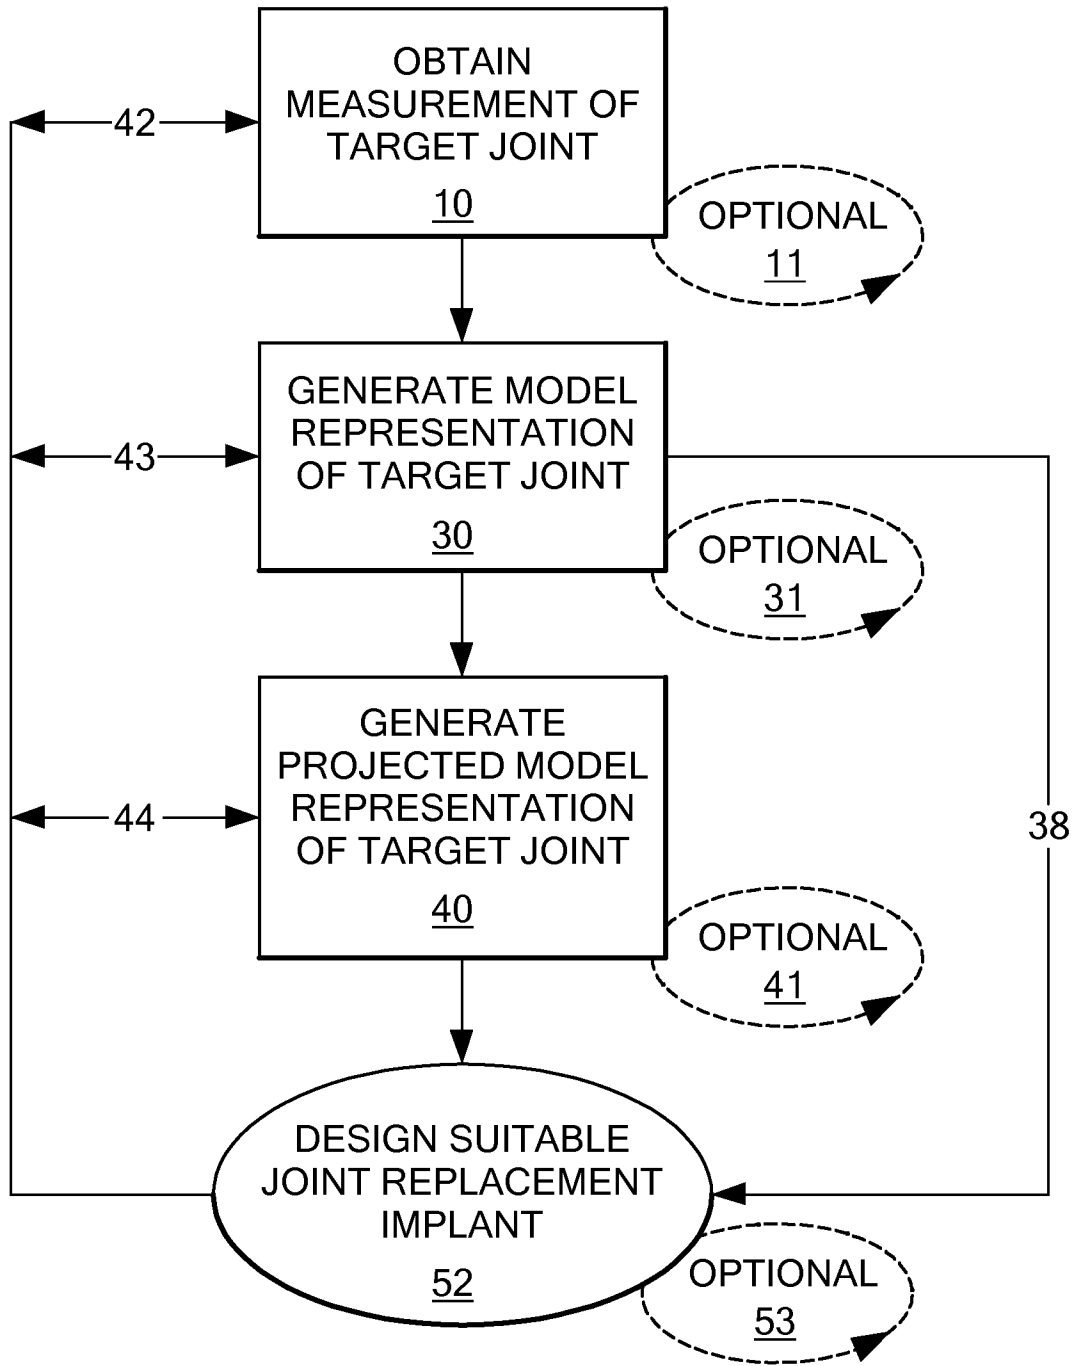 OBTAIN
MEASUREMENT OF
TARGET JOINT
10
42
OPTIONAL
11
GENERATE MODEL
REPRESENTATION
OF TARGET JOINT
30
43
OPTIONAL
31
GENERATE
PROJECTED MODEL
REPRESENTATION
OF TARGET JOINT
40
44
38
OPTIONAL
41
DESIGN SUITABLE
JOINT REPLACEMENT
IMPLANT
52
OPTIONAL
53